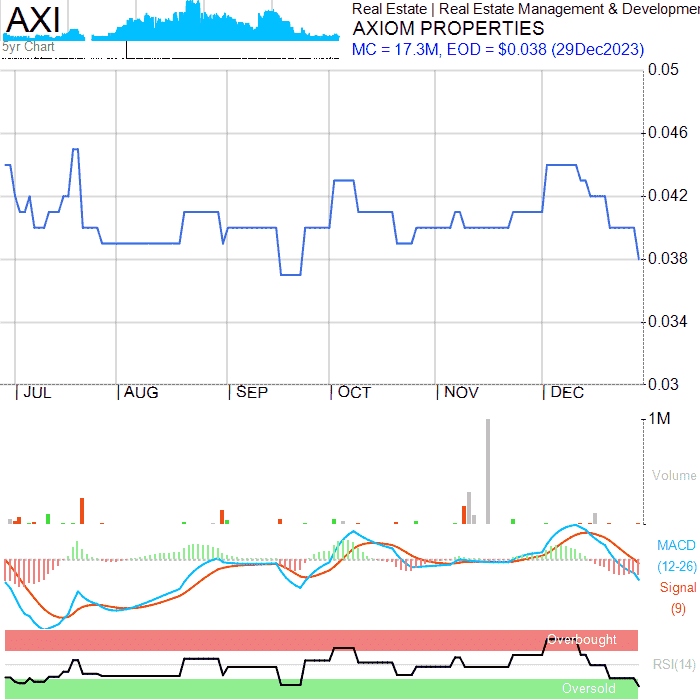 AXI
Real Estate | Real Estate Management & Developmen
AXIOM PROPERTIES
5yr Chart
MC = 17.3M, EOD = $0.038 (29Dec2023)
0.05
0.046
0.042
0.038
0.034
0.03
JUL AUG SEP OCT NOV DEC
1M
Volume
MACD
(12-26)
Signal
(9)
Overbought
RSI(14)
Oversold